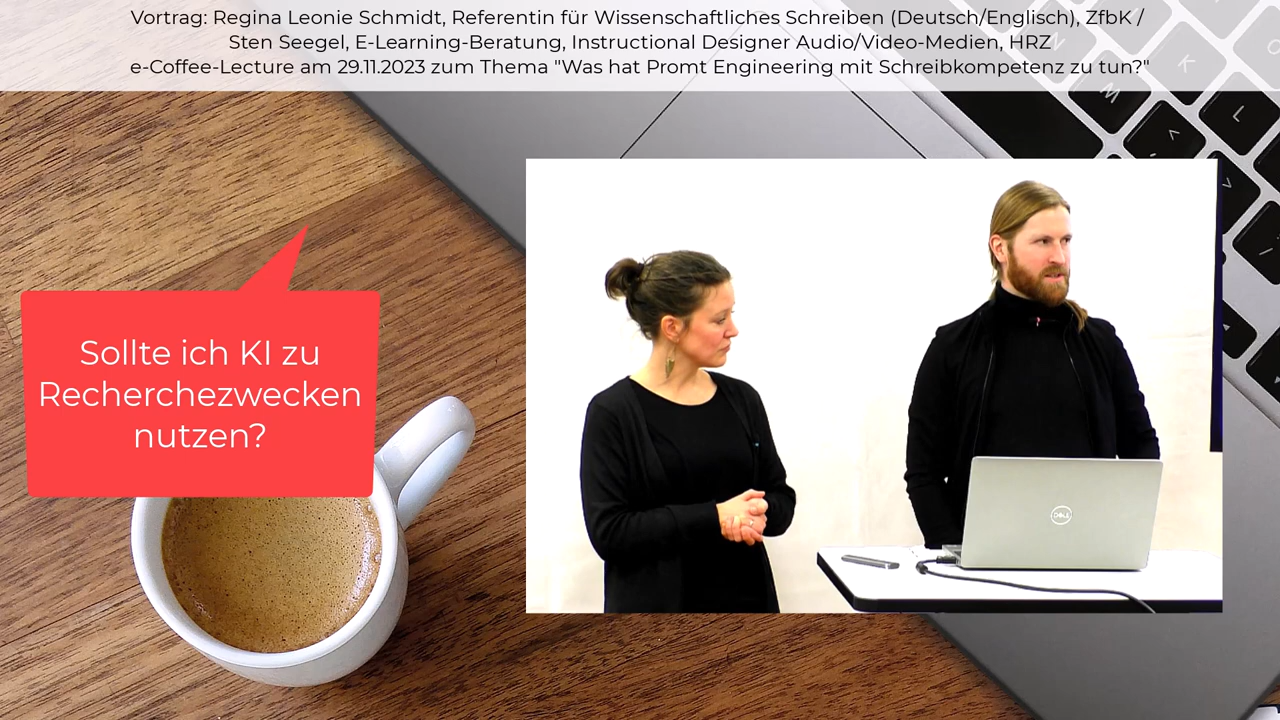 Vortrag: Regina Leonie Schmidt, Referentin für Wissenschaftliches Schreiben (Deutsch/Englisch), ZfbK /
Sten Seegel, E-Learning-Beratung, Instructional Designer Audio/Video-Medien, HRZ
e-Coffee-Lecture am 29.11.2023 zum Thema "Was hat Promt Engineering mit Schreibkompetenz zu tun?"
Sollte ich KI zu
Recherchezwecken
nutzen?
DELL
N
K
O
M
L
<